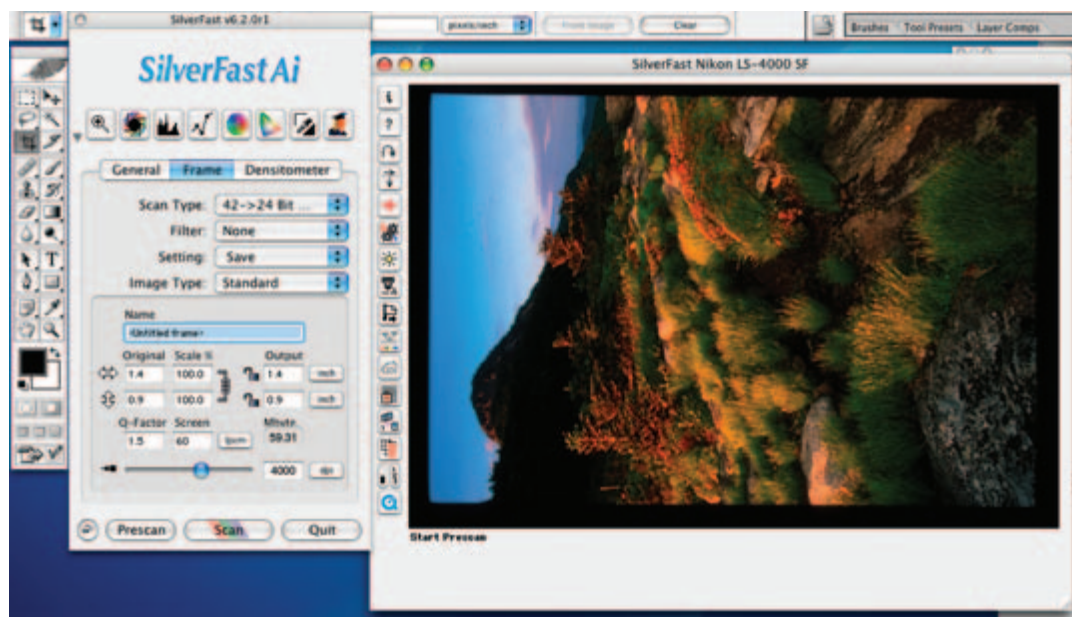 SilverFast v6.2.0r1
pixels/inch
Front Image
Clear
Brushes
Tool Presets
Layer Comps
SilverFast Ai
SilverFast Nikon LS-4000 SF
General
Frame
Densitometer
Scan Type: 42->24 Bit ...
Filter: None
Setting: Save
Image Type: Standard
Name
<Untitled frame>
Original Scale % Output
1.4 100.0 1.4 inch
0.9 100.0 0.9 inch
Q-Factor Screen Mbyte
1.5 60 lpcm 59.31
4000 dpi
Prescan
Scan
Quit
Start Prescan